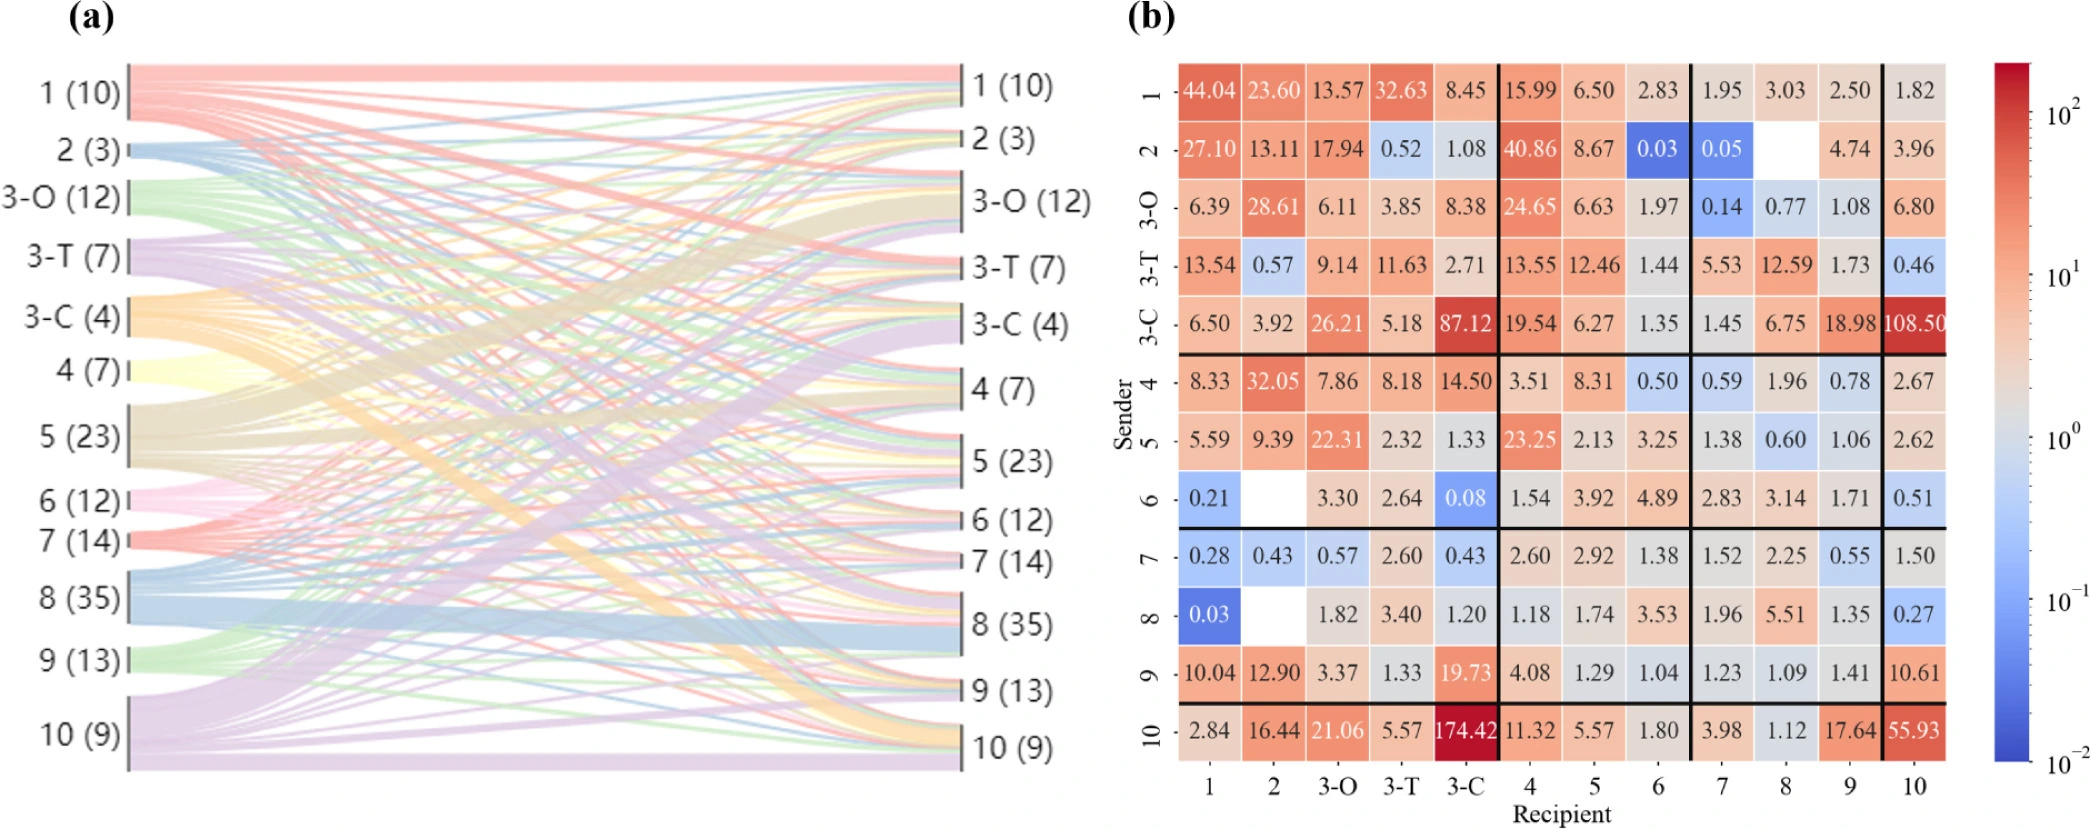 (a)
1 (10)
2 (3)
3-O (12)
3-T (7)
3-C (4)
4 (7)
5 (23)
6 (12)
7 (14)
8 (35)
9 (13)
10 (9)
1 (10)
2 (3)
3-O (12)
3-T (7)
3-C (4)
4 (7)
5 (23)
6 (12)
7 (14)
8 (35)
9 (13)
10 (9)
(b)
Sender
1 44.04 23.60 13.57 32.63 8.45 15.99 6.50 2.83 1.95 3.03 2.50 1.82
2 27.10 13.11 17.94 0.52 1.08 40.86 8.67 0.03 0.05 4.74 3.96
3-O 6.39 28.61 6.11 3.85 8.38 24.65 6.63 1.97 0.14 0.77 1.08 6.80
3-T 13.54 0.57 9.14 11.63 2.71 13.55 12.46 1.44 5.53 12.59 1.73 0.46
3-C 6.50 3.92 26.21 5.18 87.12 19.54 6.27 1.35 1.45 6.75 18.98 108.50
4 8.33 32.05 7.86 8.18 14.50 3.51 8.31 0.50 0.59 1.96 0.78 2.67
5 5.59 9.39 22.31 2.32 1.33 23.25 2.13 3.25 1.38 0.60 1.06 2.62
6 0.21 3.30 2.64 0.08 1.54 3.92 4.89 2.83 3.14 1.71 0.51
7 0.28 0.43 0.57 2.60 0.43 2.60 2.92 1.38 1.52 2.25 0.55 1.50
8 0.03 1.82 3.40 1.20 1.18 1.74 3.53 1.96 5.51 1.35 0.27
9 10.04 12.90 3.37 1.33 19.73 4.08 1.29 1.04 1.23 1.09 1.41 10.61
10 2.84 16.44 21.06 5.57 174.42 11.32 5.57 1.80 3.98 1.12 17.64 55.93
1 2 3-O 3-T 3-C 4 5 6 7 8 9 10
Recipient
10²
10¹
10⁰
10⁻¹
10⁻²